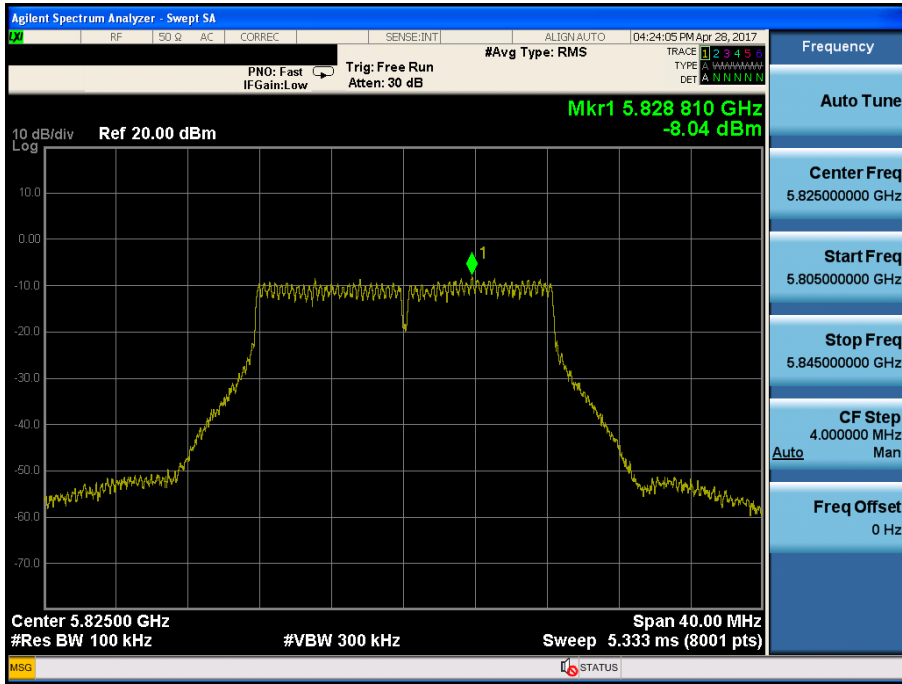 Agilent Spectrum Analyzer - Swept SA
LXI RF 50 Ω AC CORREC SENSE:INT ALIGN AUTO 04:24:05 PM Apr 28, 2017
#Avg Type: RMS TRACE 1 2 3 4 5 6
PNO: Fast Trig: Free Run TYPE A WWWWW
IFGain:Low Atten: 30 dB DET A N N N N N
Frequency
Auto Tune
Center Freq
5.825000000 GHz
Start Freq
5.805000000 GHz
Stop Freq
5.845000000 GHz
CF Step
4.000000 MHz
Auto Man
Freq Offset
0 Hz
Mkr1 5.828 810 GHz
-8.04 dBm
10 dB/div Ref 20.00 dBm
Log
10.0
0.00
-10.0
-20.0
-30.0
-40.0
-50.0
-60.0
-70.0
1
Center 5.82500 GHz Span 40.00 MHz
#Res BW 100 kHz #VBW 300 kHz Sweep 5.333 ms (8001 pts)
MSG STATUS